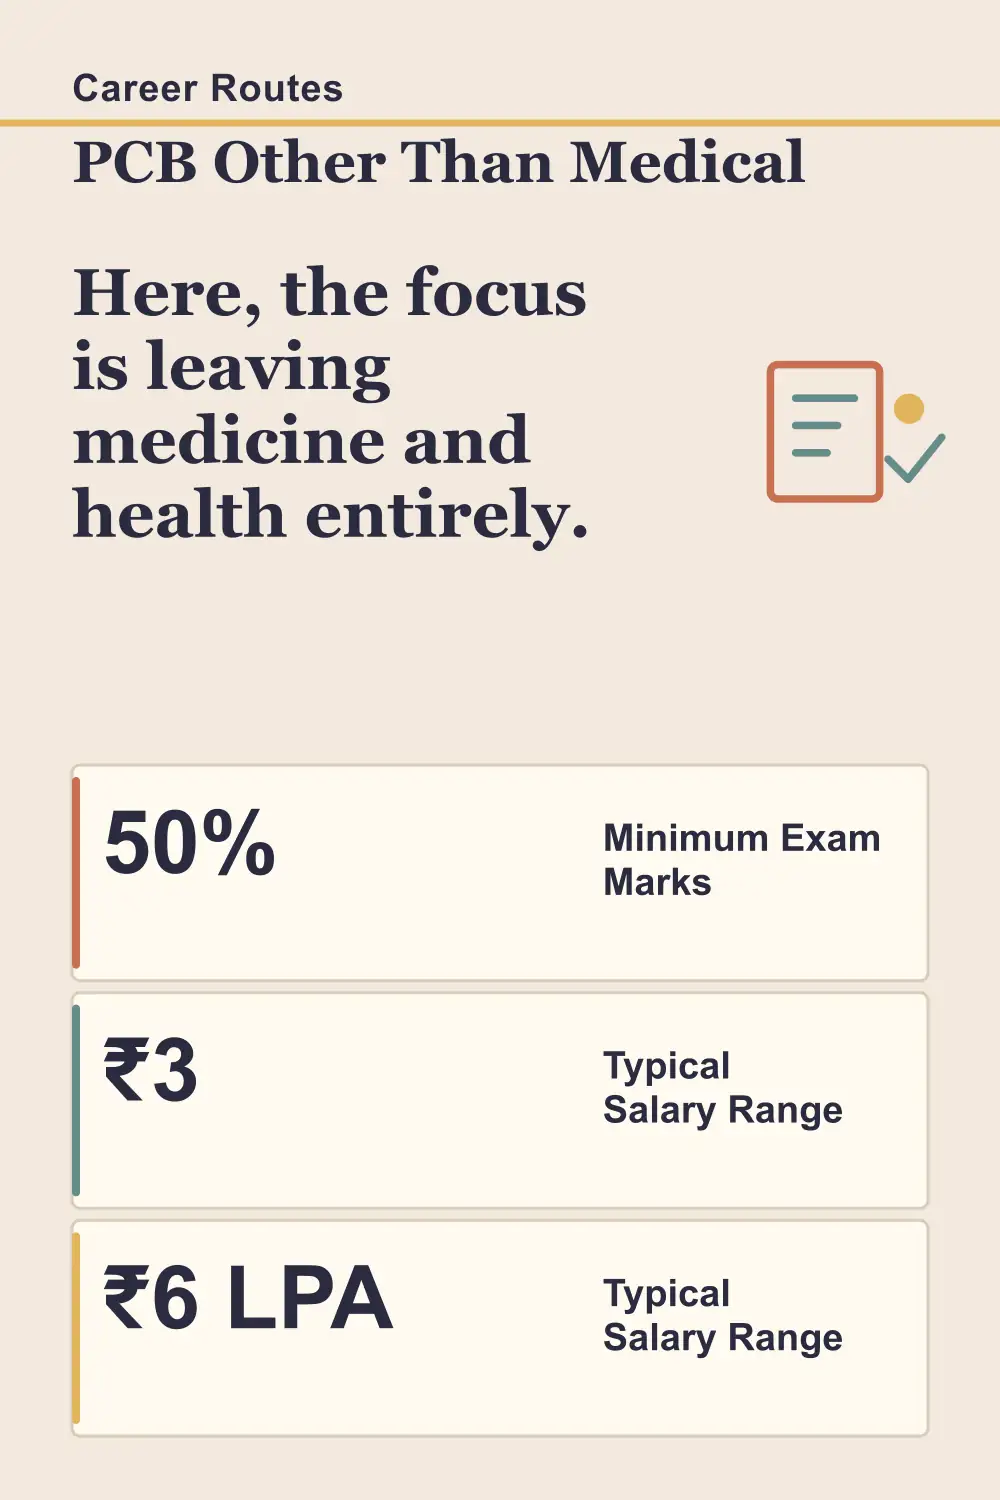 Career Routes
PCB Other Than Medical
Here, the focus
is leaving
medicine and
health entirely.
50%
Minimum Exam
Marks
₹3
Typical
Salary Range
₹6 LPA
Typical
Salary Range